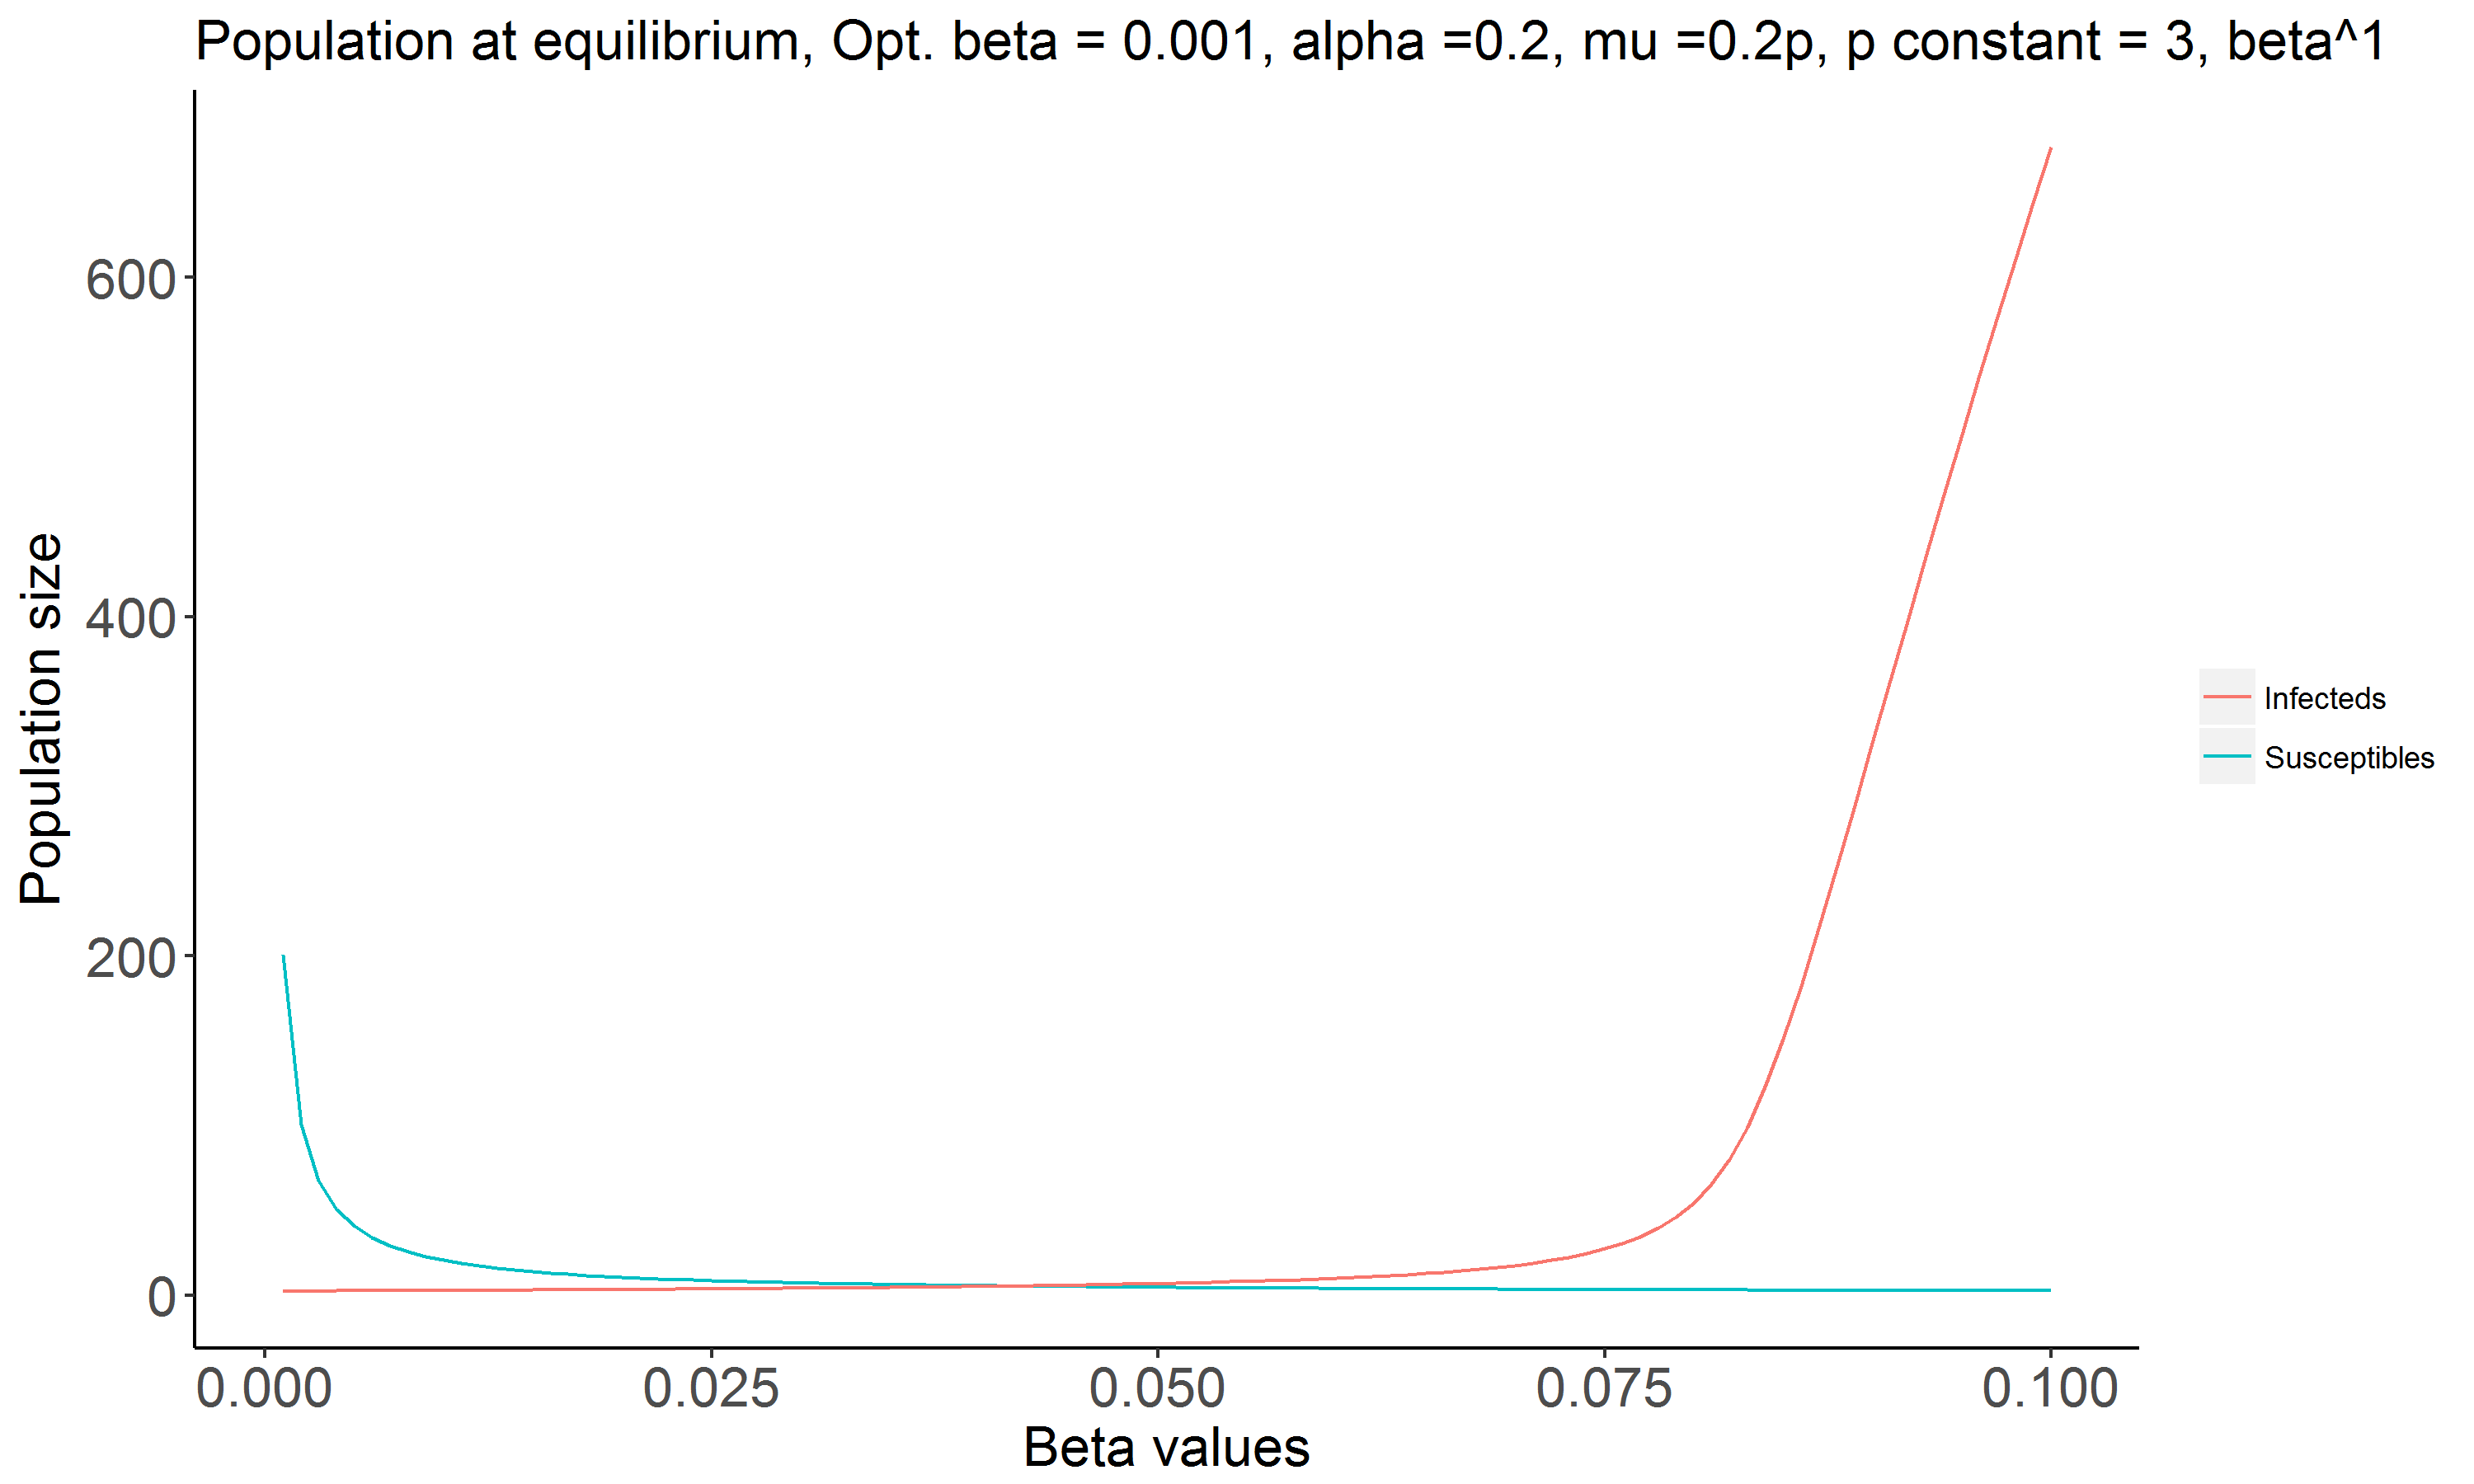 Population at equilibrium, Opt. beta = 0.001, alpha =0.2, mu =0.2p, p constant = 3, beta^1
Population size
600
400
200
0
0.000 0.025 0.050 0.075 0.100
Beta values
Infecteds
Susceptibles